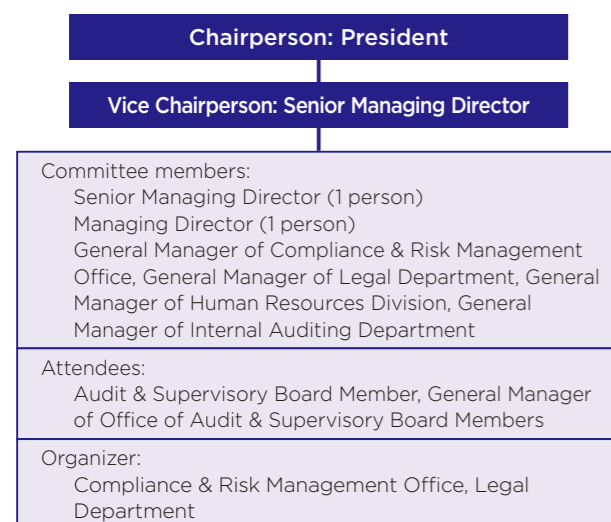 Chairperson: President
Vice Chairperson: Senior Managing Director
Committee members:
Senior Managing Director (1 person)
Managing Director (1 person)
General Manager of Compliance & Risk Management
Office, General Manager of Legal Department, General
Manager of Human Resources Division, General
Manager of Internal Auditing Department
Attendees:
Audit & Supervisory Board Member, General Manager
of Office of Audit & Supervisory Board Members
Organizer:
Compliance & Risk Management Office, Legal
Department